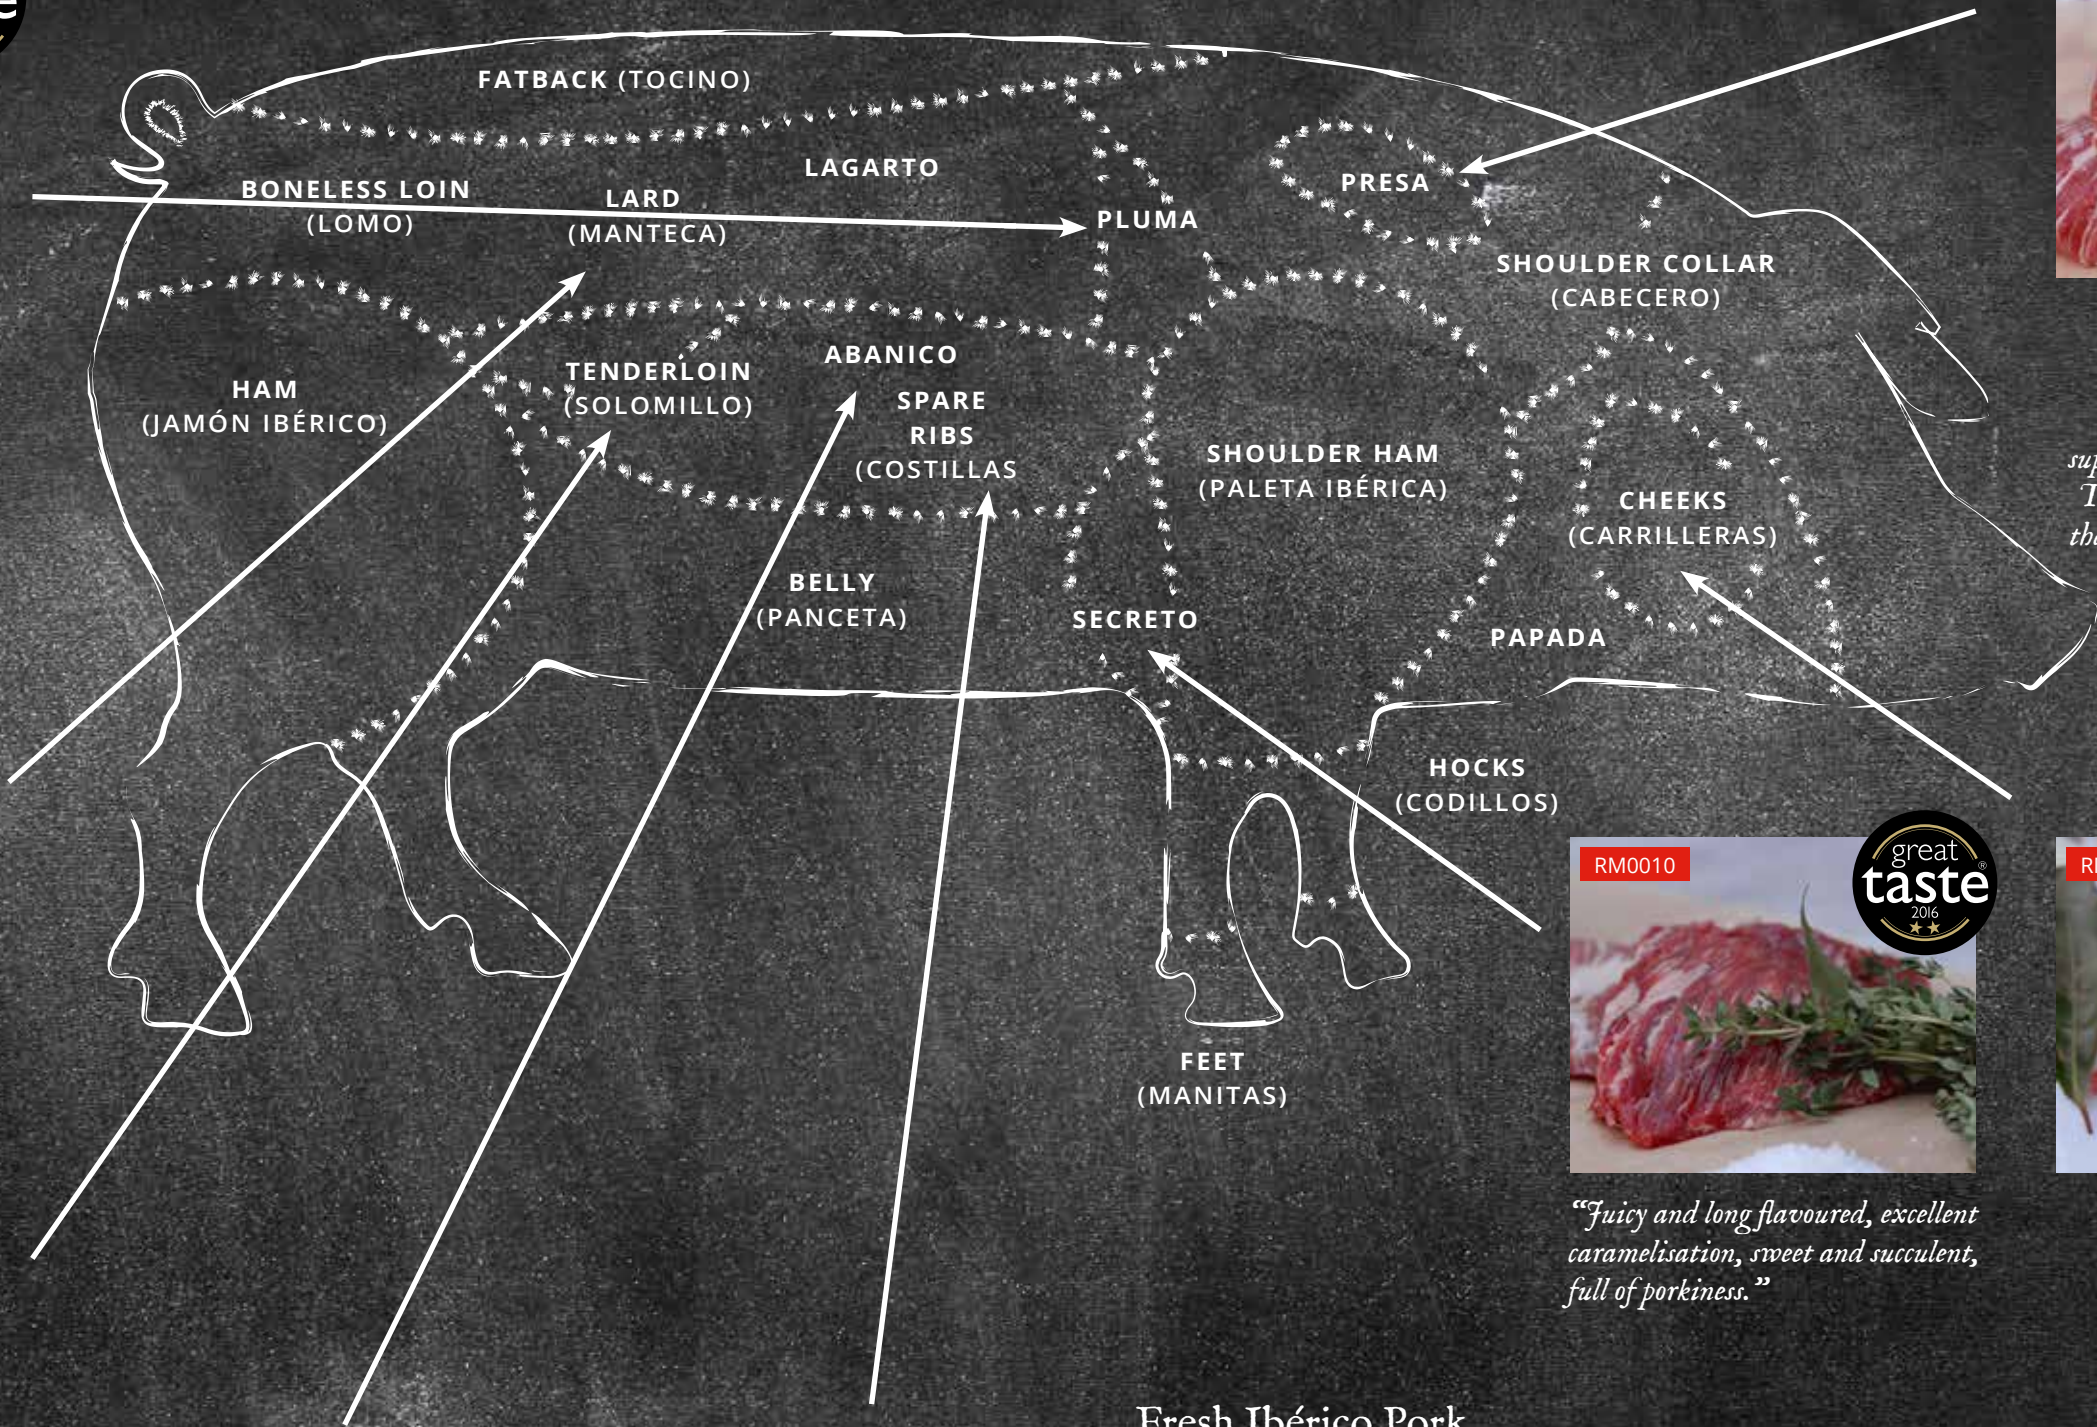 FATBACK (TOCINO)
LAGARTO
BONELESS LOIN
(LOMO)
LARD
(MANTECA)
PLUMA
PRESA
SHOULDER COLLAR
(CABECERO)
HAM
(JAMÓN IBÉRICO)
TENDERLOIN
(SOLOMILLO)
ABANICO
SPARE
RIBS
(COSTILLAS
SHOULDER HAM
(PALETA IBÉRICA)
CHEEKS
(CARRILLERAS)
BELLY
(PANCETA)
SECRETO
PAPADA
HOCKS
(CODILLOS)
FEET
(MANITAS)
RM0010
great
taste
2016
“Juicy and long flavoured, excellent
caramelisation, sweet and succulent,
full of porkiness.”
Fresh Ibérico Pork